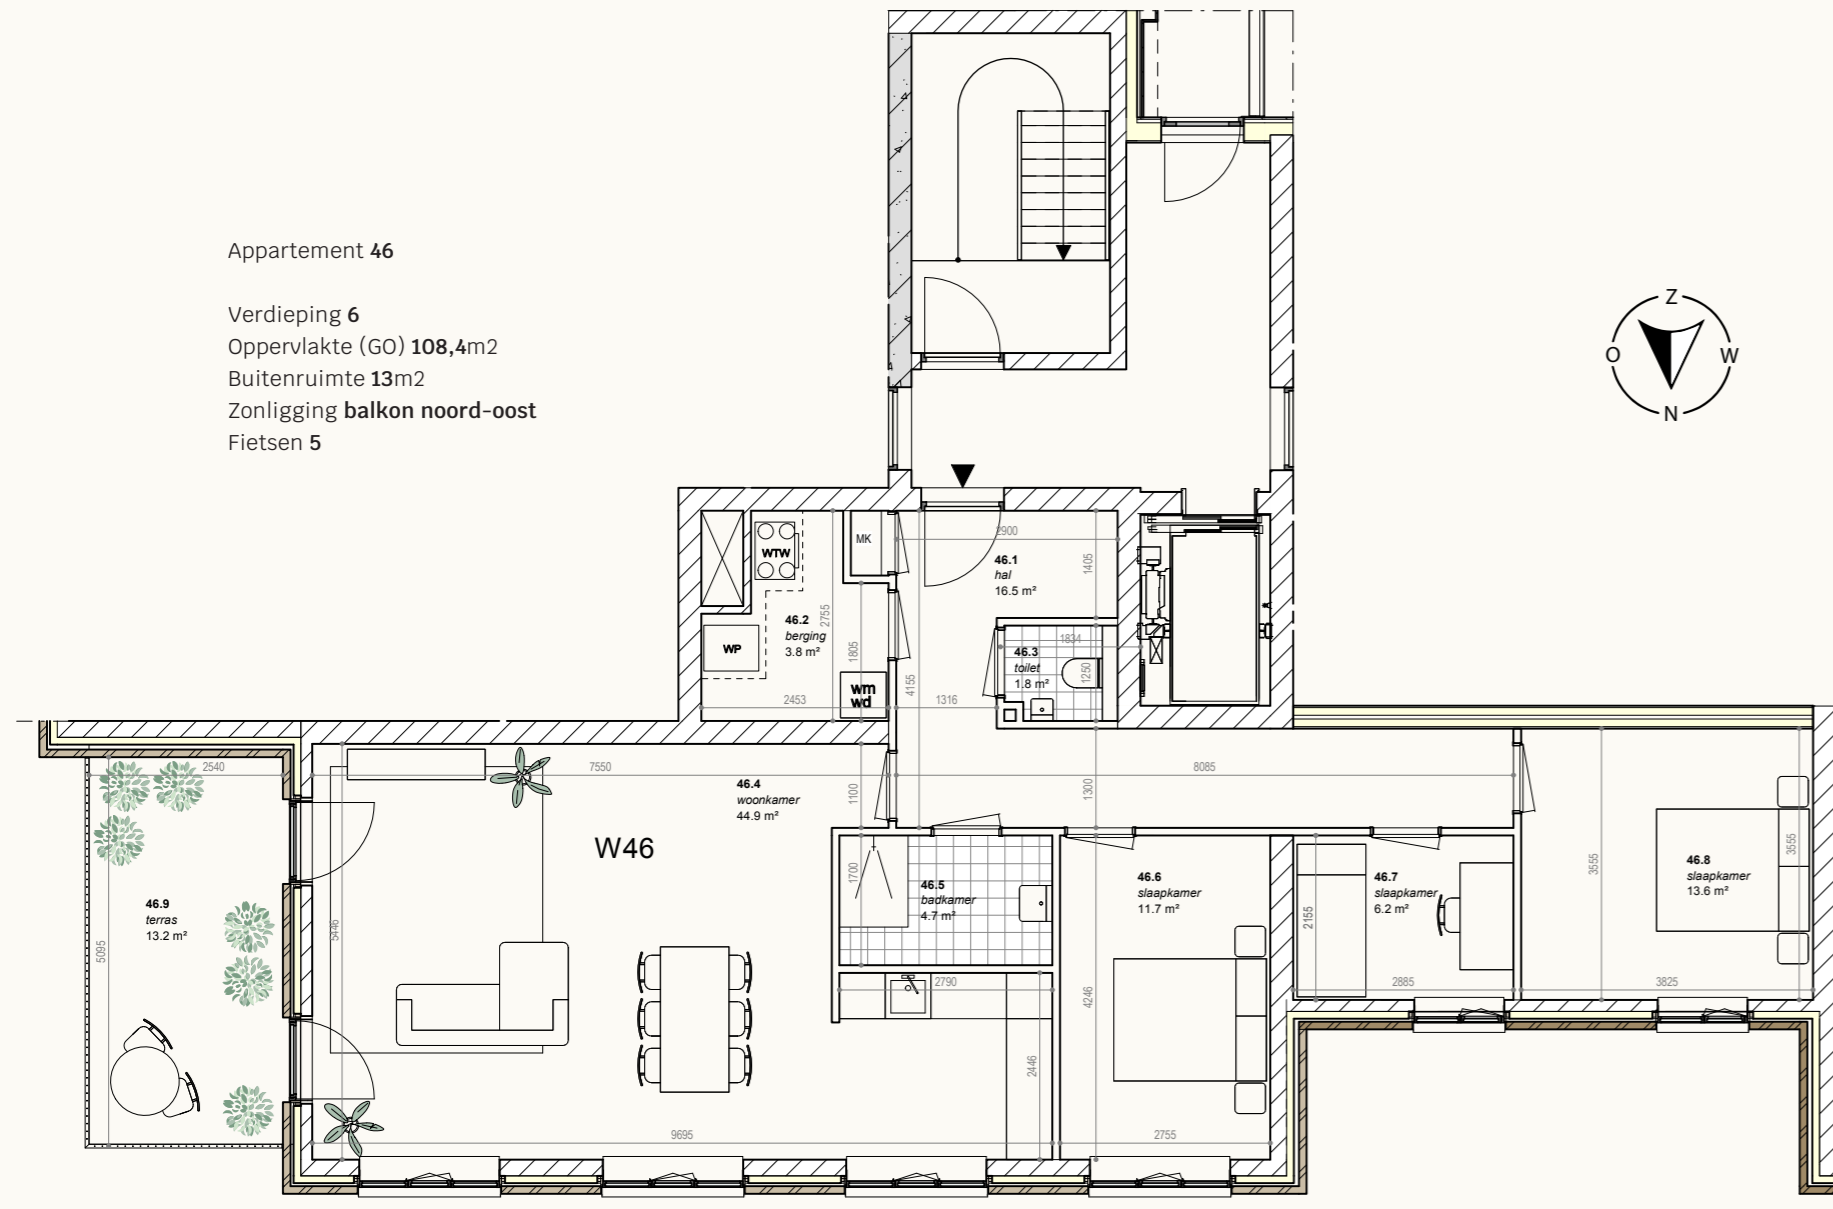 Appartement 46
Verdieping 6
Oppervlakte (GO) 108,4m2
Buitenruimte 13m2
Zonligging balkon noord-oost
Fietsen 5
Z
O
W
N
WTW
MK
2900
46.1
hal
16.5 m²
1405
46.2
berging
3.8 m²
2755
1805
WP
wm
wd
2453
4155
1316
46.3
toilet
1.8 m²
1834
1250
2540
7550
46.4
woonkamer
44.9 m²
1100
8085
1300
W46
46.9
terras
13.2 m²
5095
5446
1700
46.5
badkamer
4.7 m²
46.6
slaapkamer
11.7 m²
46.7
slaapkamer
6.2 m²
2155
46.8
slaapkamer
13.6 m²
3555
3555
2790
2446
4246
2885
3825
9695
2755